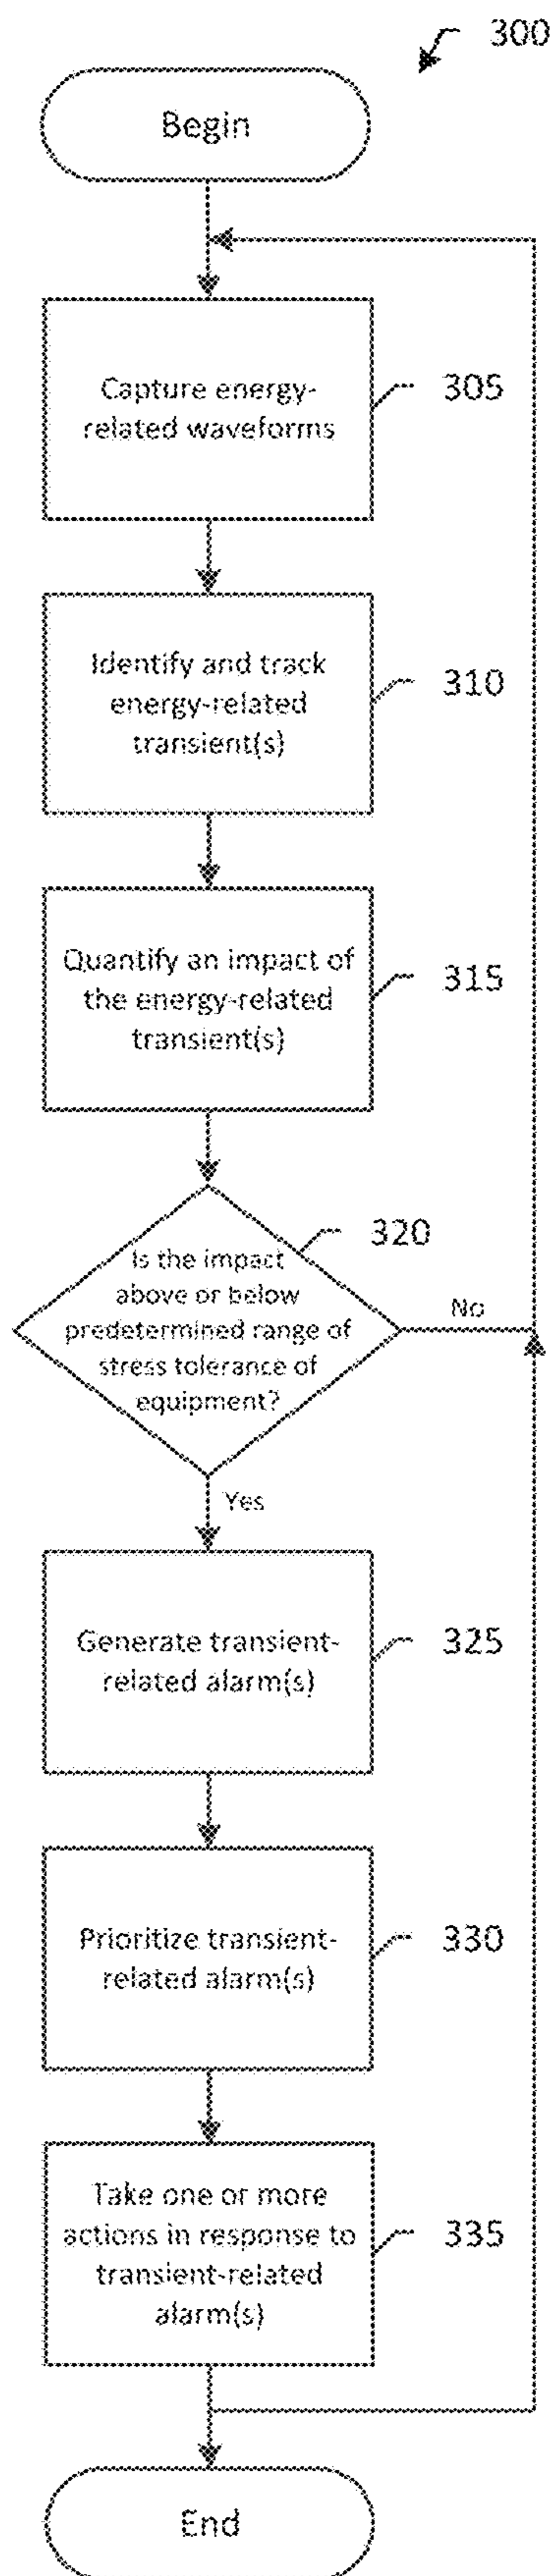 300
Begin
Capture energy-
related waveforms
305
Identify and track
energy-related
transient(s)
310
Quantify an impact of
the energy-related
transient(s)
315
320
Is the impact
above or below
predetermined range of
stress tolerance of
equipment?
No
Yes
Generate transient-
related alarm(s)
325
Prioritize transient-
related alarm(s)
330
Take one or more
actions in response to
transient-related
alarm(s)
335
End